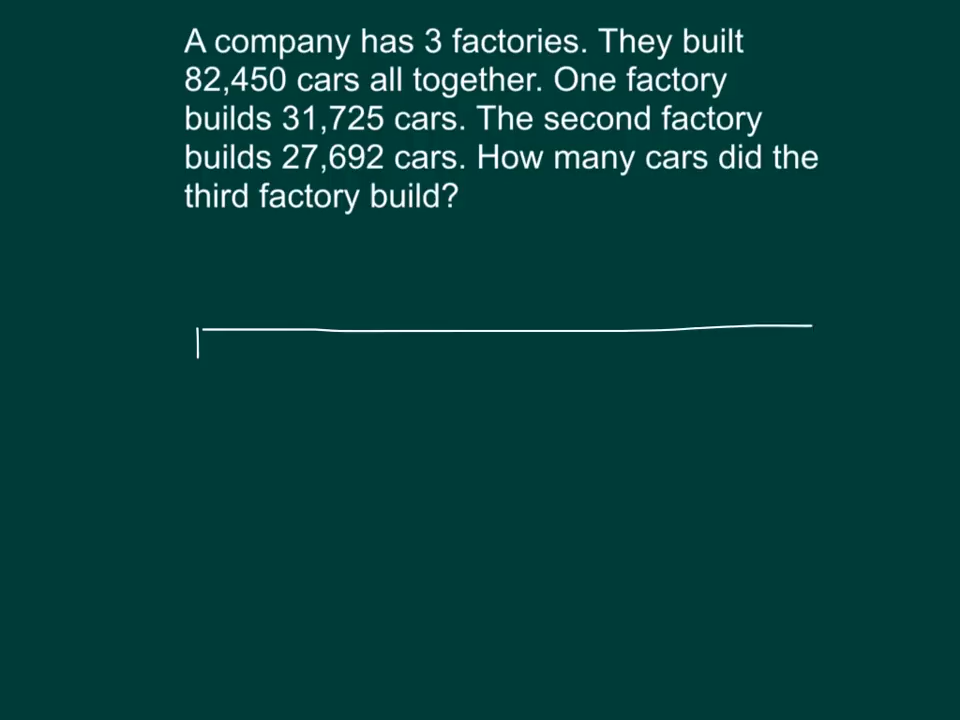 A company has 3 factories. They built
82,450 cars all together. One factory
builds 31,725 cars. The second factory
builds 27,692 cars. How many cars did the
third factory build?